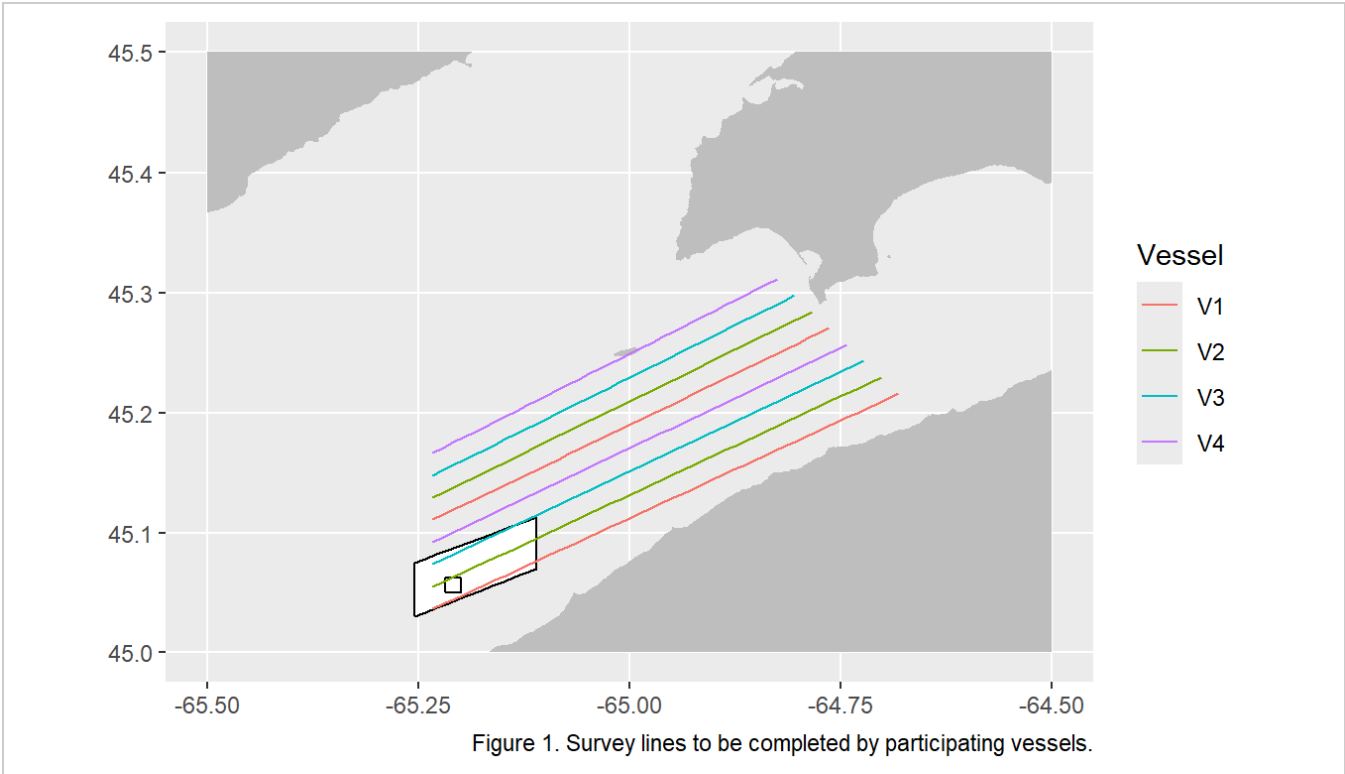 45.5
45.4
45.3
45.2
45.1
45.0
-65.50
-65.25
-65.00
-64.75
-64.50
Vessel
V1
V2
V3
V4
Figure 1. Survey lines to be completed by participating vessels.